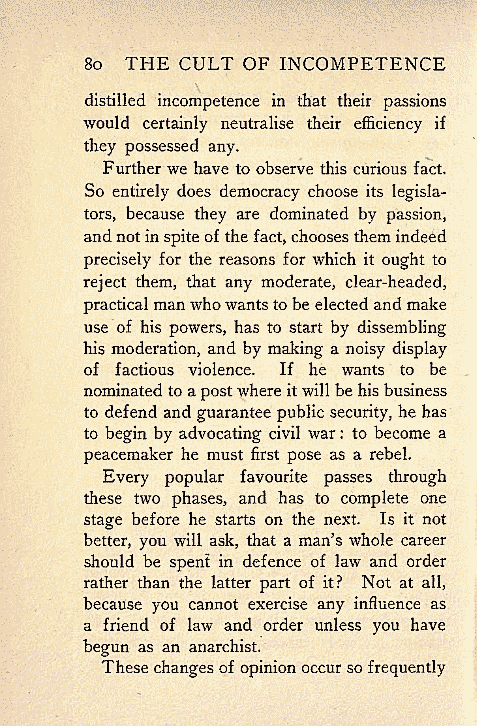 80 THE CULT OF INCOMPETENCE
distilled incompetence in that their passions
would certainly neutralise their efficiency if
they possessed any.
Further we have to observe this curious fact.
So entirely does democracy choose its legisla-
tors, because they are dominated by passion,
and not in spite of the fact, chooses them indeed
precisely for the reasons for which it ought to
reject them, that any moderate, clear-headed,
practical man who wants to be elected and make
use of his powers, has to start by dissembling
his moderation, and by making a noisy display
of factious violence. If he wants to be
nominated to a post where it will be his business
to defend and guarantee public security, he has
to begin by advocating civil war: to become a
peacemaker he must first pose as a rebel.
Every popular favourite passes through
these two phases, and has to complete one
stage before he starts on the next. Is it not
better, you will ask, that a man's whole career
should be spent in defence of law and order
rather than the latter part of it? Not at all,
because you cannot exercise any influence as
a friend of law and order unless you have
begun as an anarchist.
These changes of opinion occur so frequently